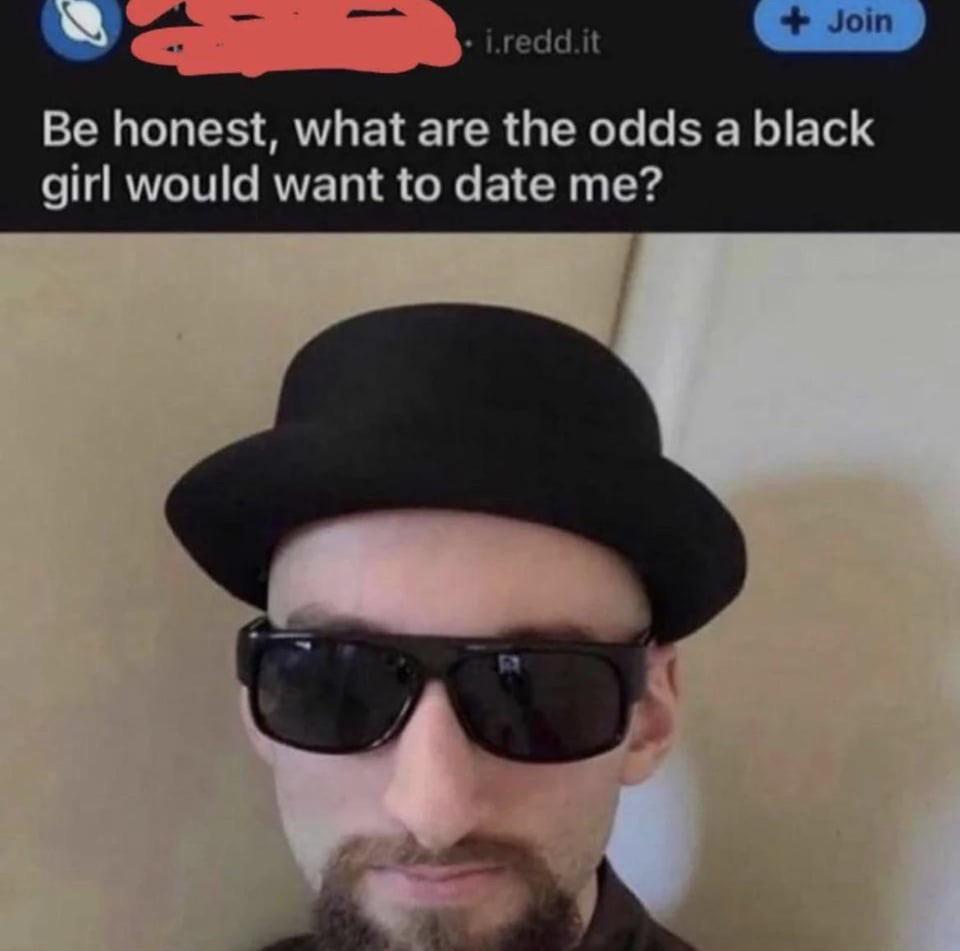 · i.redd.it
+ Join
Be honest, what are the odds a black
girl would want to date me?